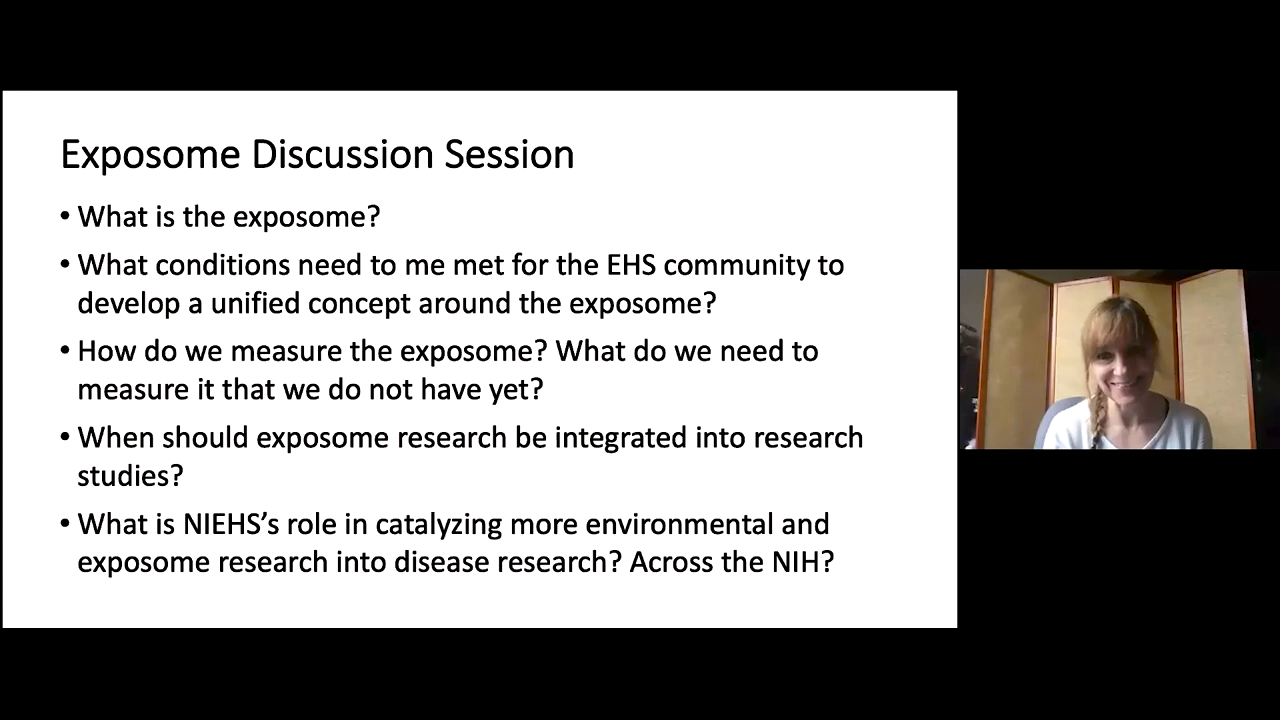 Exposome Discussion Session
• What is the exposome?
• What conditions need to me met for the EHS community to
develop a unified concept around the exposome?
• How do we measure the exposome? What do we need to
measure it that we do not have yet?
• When should exposome research be integrated into research
studies?
• What is NIEHS’s role in catalyzing more environmental and
exposome research into disease research? Across the NIH?